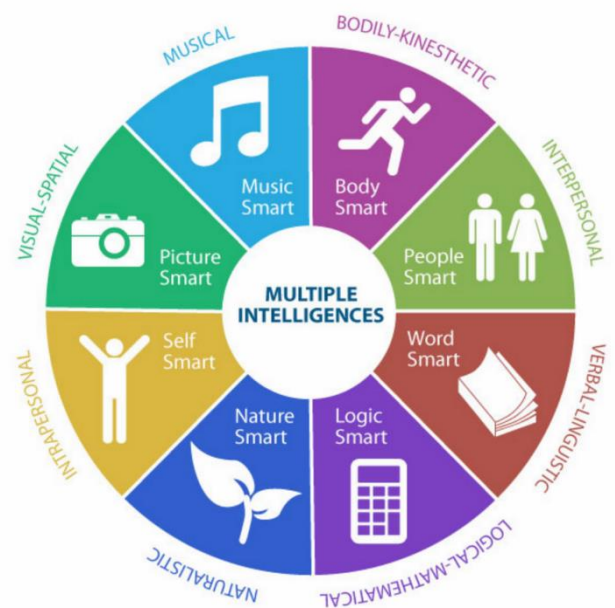 MUSICAL
BODILY-KINESTHETIC
INTERPERSONAL
VERBAL-LINGUISTIC
LOGICAL-MATHEMATICAL
NATURALISTIC
INTRAPERSONAL
VISUAL-SPATIAL
Music
Smart
Body
Smart
People
Smart
Word
Smart
Logic
Smart
Nature
Smart
Self
Smart
Picture
Smart
MULTIPLE
INTELLIGENCES